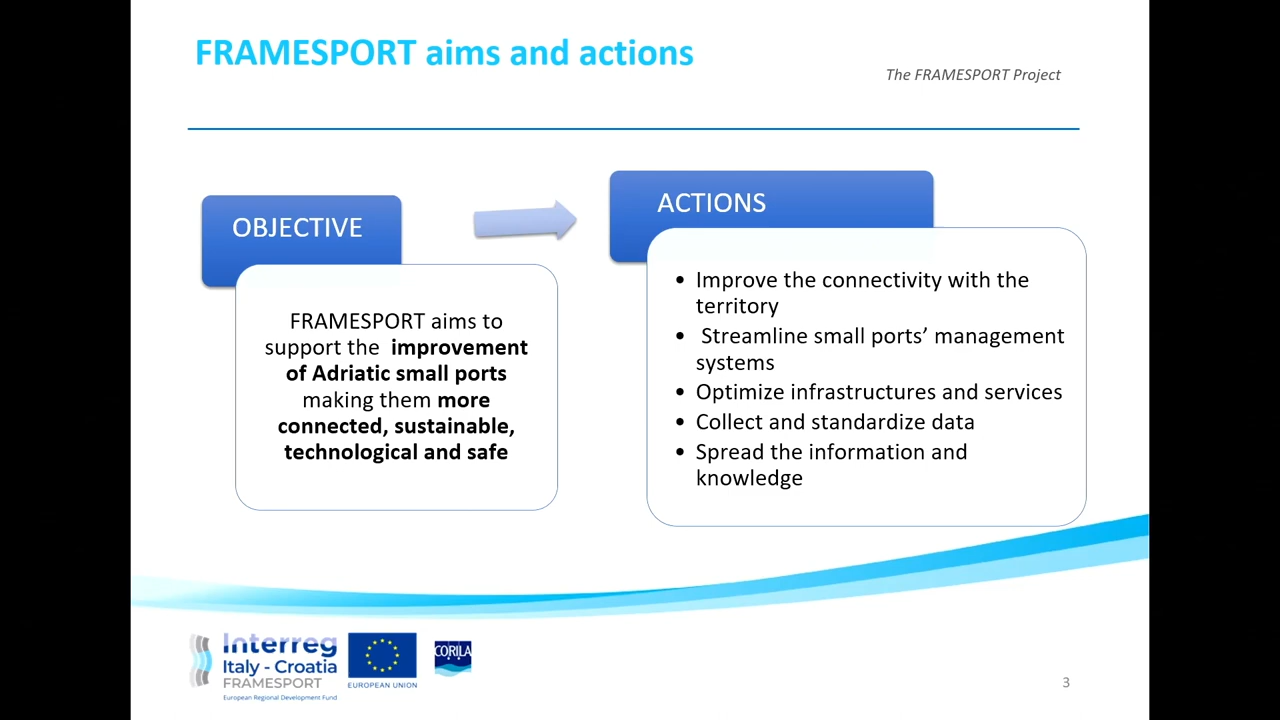 FRAMESPORT aims and actions
The FRAMESPORT Project
OBJECTIVE
FRAMESPORT aims to
support the improvement
of Adriatic small ports
making them more
connected, sustainable,
technological and safe
ACTIONS
• Improve the connectivity with the
territory
• Streamline small ports’ management
systems
• Optimize infrastructures and services
• Collect and standardize data
• Spread the information and
knowledge
Interreg
Italy - Croatia
FRAMESPORT
European Regional Development Fund
EUROPEAN UNION
CORILA
3